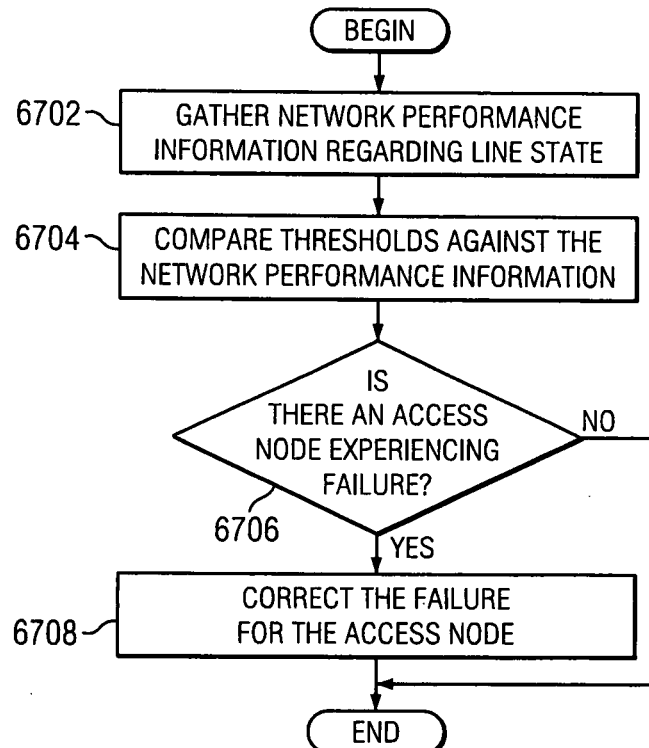 BEGIN
6702
GATHER NETWORK PERFORMANCE
INFORMATION REGARDING LINE STATE
6704
COMPARE THRESHOLDS AGAINST THE
NETWORK PERFORMANCE INFORMATION
IS
THERE AN ACCESS
NODE EXPERIENCING
FAILURE?
NO
6706
YES
6708
CORRECT THE FAILURE
FOR THE ACCESS NODE
END